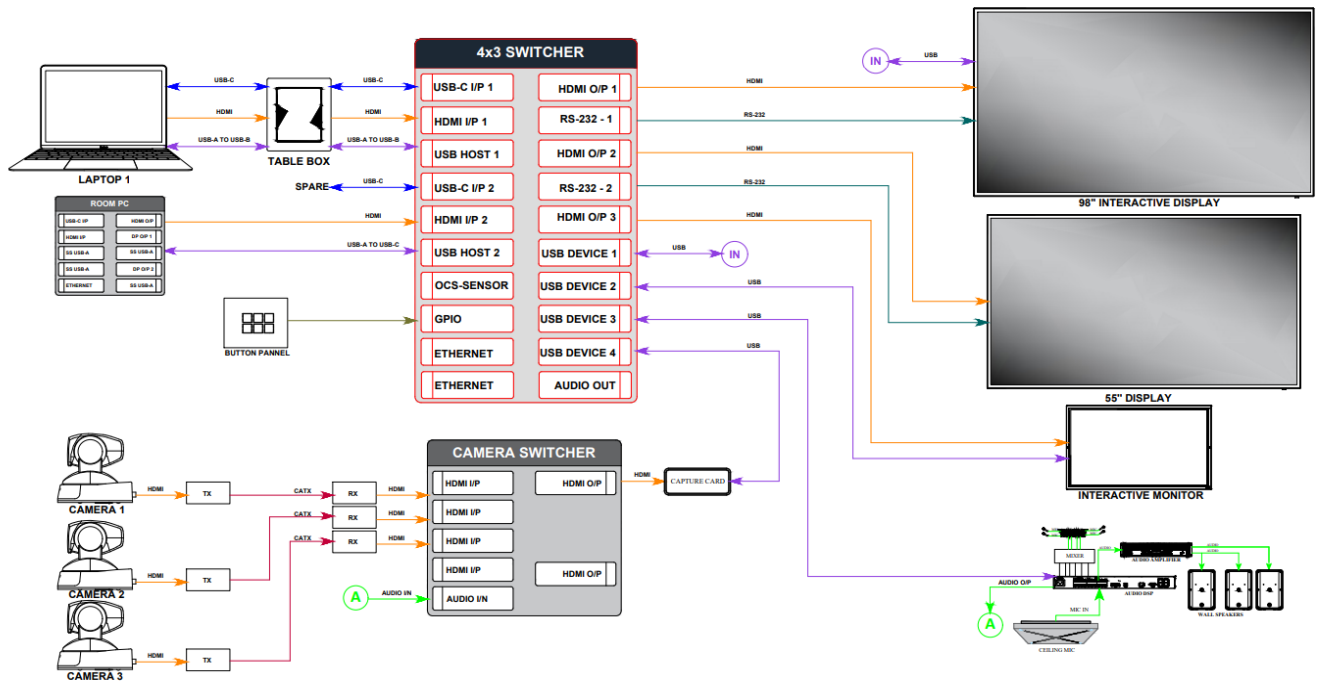 4x3 SWITCHER
USB-C I/P 1
HDMI I/P 1
USB HOST 1
USB-C I/P 2
HDMI I/P 2
USB HOST 2
OCS-SENSOR
GPIO
ETHERNET
ETHERNET
HDMI O/P 1
RS-232 - 1
HDMI O/P 2
RS-232 - 2
HDMI O/P 3
USB DEVICE 1
USB DEVICE 2
USB DEVICE 3
USB DEVICE 4
AUDIO OUT
USB-C
HDMI
USB-A TO USB-B
USB-C
HDMI
USB-A TO USB-B
LAPTOP 1
TABLE BOX
SPARE
USB-C
HDMI
USB-A TO USB-C
ROOM PC
USB-C I/P
HDMI I/P
SS USB-A
SS USB-A
ETHERNET
HDMI O/P
DP O/P 1
SS USB-A
DP O/P 2
SS USB-A
BUTTON PANNEL
IN
USB
HDMI
RS-232
HDMI
RS-232
HDMI
USB
IN
USB
USB
USB
98" INTERACTIVE DISPLAY
55" DISPLAY
INTERACTIVE MONITOR
CAMERA SWITCHER
HDMI I/P
HDMI I/P
HDMI I/P
HDMI I/P
AUDIO I/N
HDMI O/P
HDMI O/P
HDMI
CAPTURE CARD
CAMERA 1
HDMI
TX
CATX
RX
HDMI
CAMERA 2
HDMI
TX
CATX
RX
HDMI
CAMERA 3
HDMI
TX
CATX
RX
HDMI
A
AUDIO I/N
MIXER
AUDIO
AUDIO AMPLIFIER
AUDIO
AUDIO
AUDIO O/P
AUDIO DSP
A
MIC IN
CEILING MIC
WALL SPEAKERS